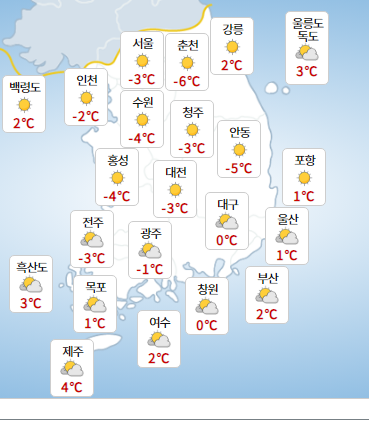 강릉
2°C
울릉도
독도
3°C
서울
-3°C
춘천
-6°C
백령도
2°C
인천
-2°C
수원
-4°C
청주
-3°C
안동
-5°C
홍성
-4°C
대전
-3°C
포항
1°C
전주
-3°C
광주
-1°C
대구
0°C
울산
1°C
흑산도
3°C
목포
1°C
창원
0°C
부산
2°C
여수
2°C
제주
4°C